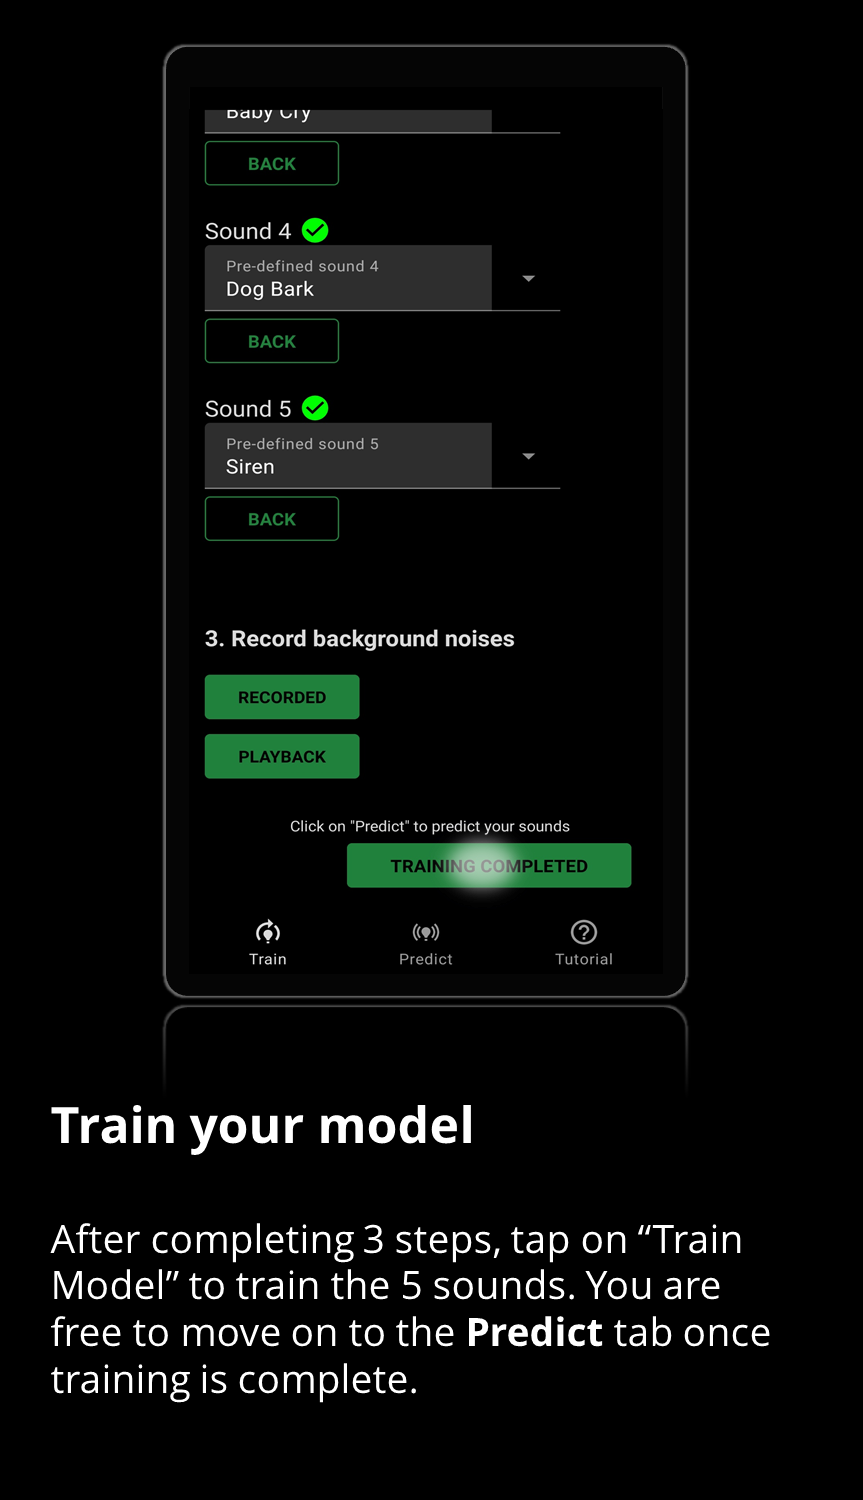 Baby Cry
BACK
Sound 4
Pre-defined sound 4
Dog Bark
BACK
Sound 5
Pre-defined sound 5
Siren
BACK
3. Record background noises
RECORDED
PLAYBACK
Click on "Predict" to predict your sounds
TRAINING COMPLETED
Train
Predict
Tutorial
Train your model
After completing 3 steps, tap on “Train
Model” to train the 5 sounds. You are
free to move on to the Predict tab once
training is complete.